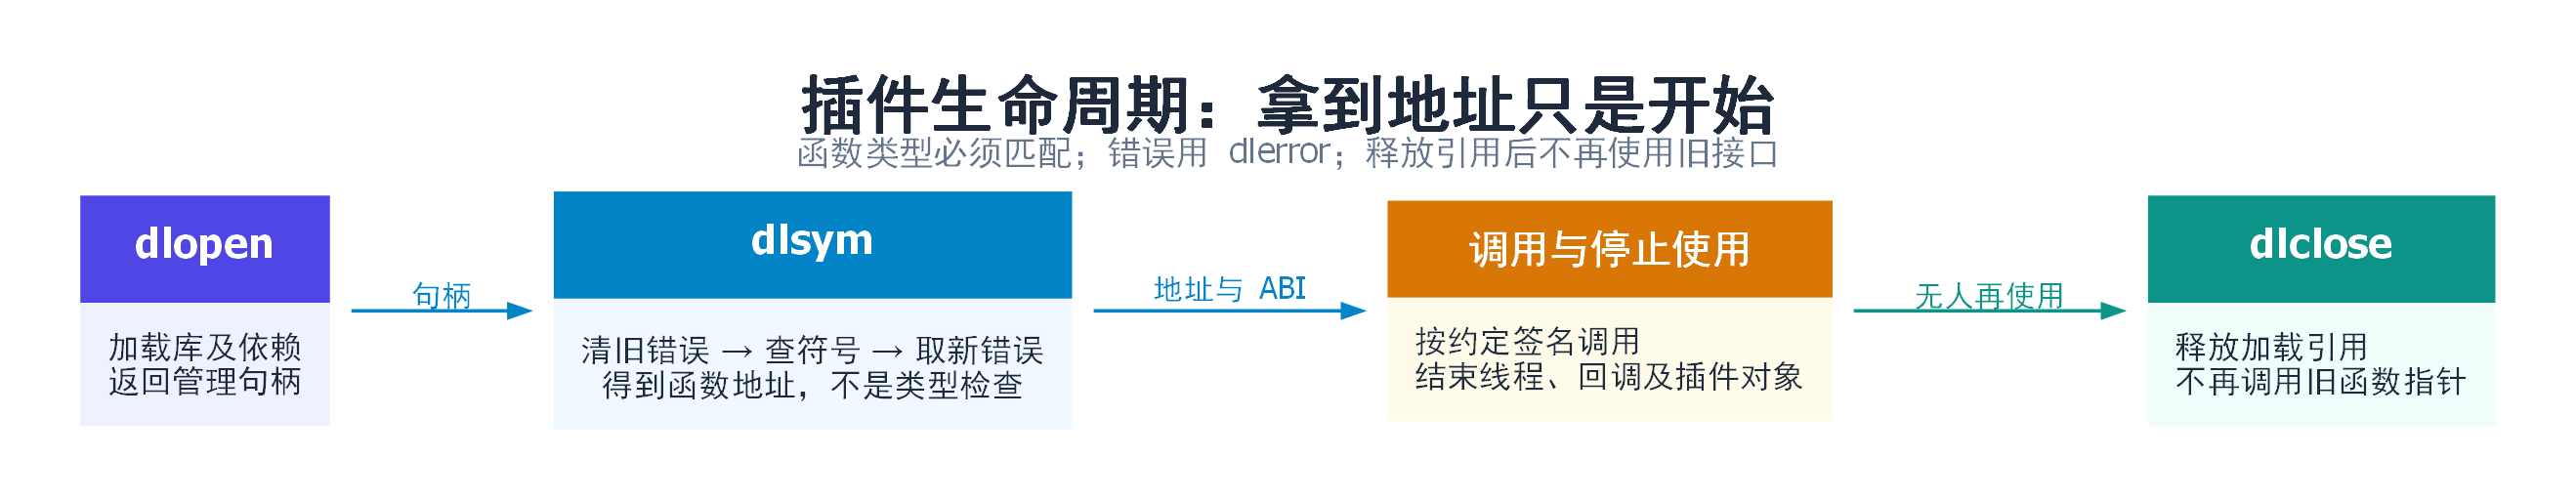 插件生命周期：拿到地址只是开始
函数类型必须匹配；错误用 dlerror；释放引用后不再使用旧接口
dlopen
加载库及依赖
返回管理句柄
句柄
dlsym
清旧错误 → 查符号 → 取新错误
得到函数地址，不是类型检查
地址与 ABI
调用与停止使用
按约定签名调用
结束线程、回调及插件对象
无人再使用
dlclose
释放加载引用
不再调用旧函数指针